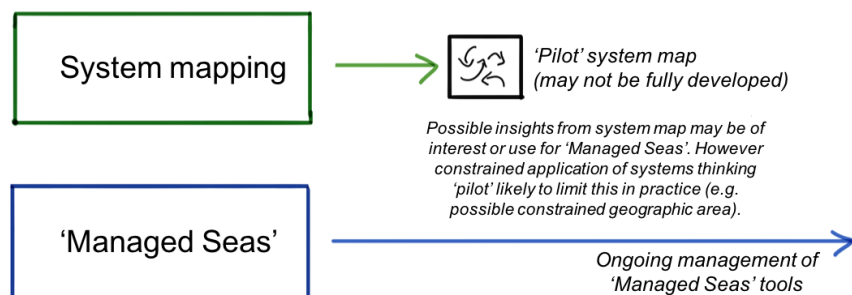 System mapping
‘Pilot’ system map
(may not be fully developed)
Possible insights from system map may be of
interest or use for ‘Managed Seas’. However
constrained application of systems thinking
‘pilot’ likely to limit this in practice (e.g.
possible constrained geographic area).
‘Managed Seas’
Ongoing management of
‘Managed Seas’ tools